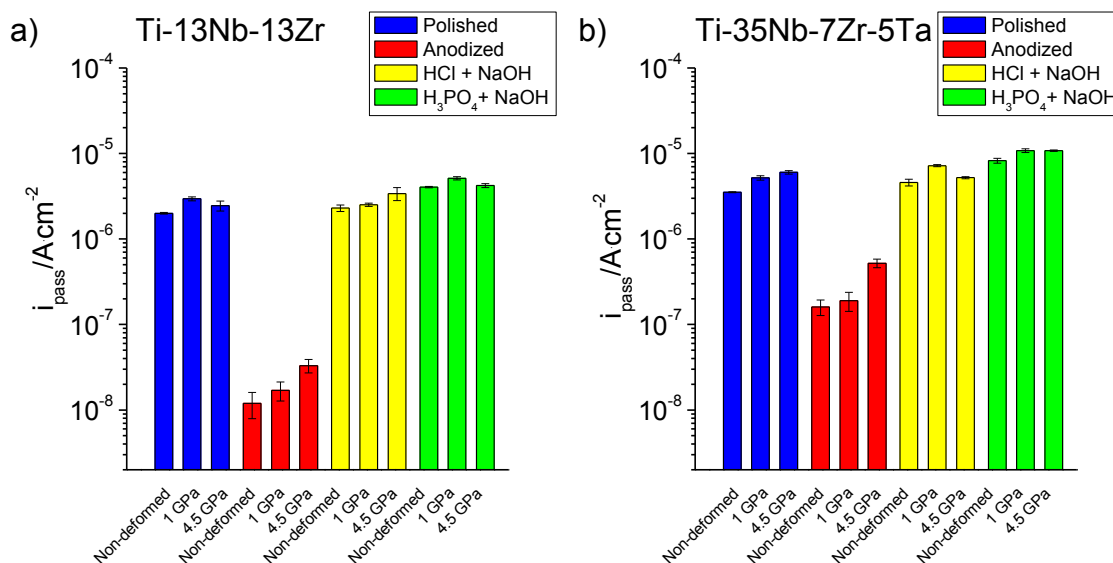 a) Ti-13Nb-13Zr
Polished
Anodized
HCl + NaOH
H₃PO₄+ NaOH
10⁻⁴
10⁻⁵
10⁻⁶
10⁻⁷
10⁻⁸
i_pass/A cm⁻²
Non-deformed
1 GPa
4.5 GPa
Non-deformed
1 GPa
4.5 GPa
Non-deformed
1 GPa
4.5 GPa
Non-deformed
1 GPa
4.5 GPa
b) Ti-35Nb-7Zr-5Ta
Polished
Anodized
HCl + NaOH
H₃PO₄+ NaOH
10⁻⁴
10⁻⁵
10⁻⁶
10⁻⁷
10⁻⁸
i_pass/A cm⁻²
Non-deformed
1 GPa
4.5 GPa
Non-deformed
1 GPa
4.5 GPa
Non-deformed
1 GPa
4.5 GPa
Non-deformed
1 GPa
4.5 GPa